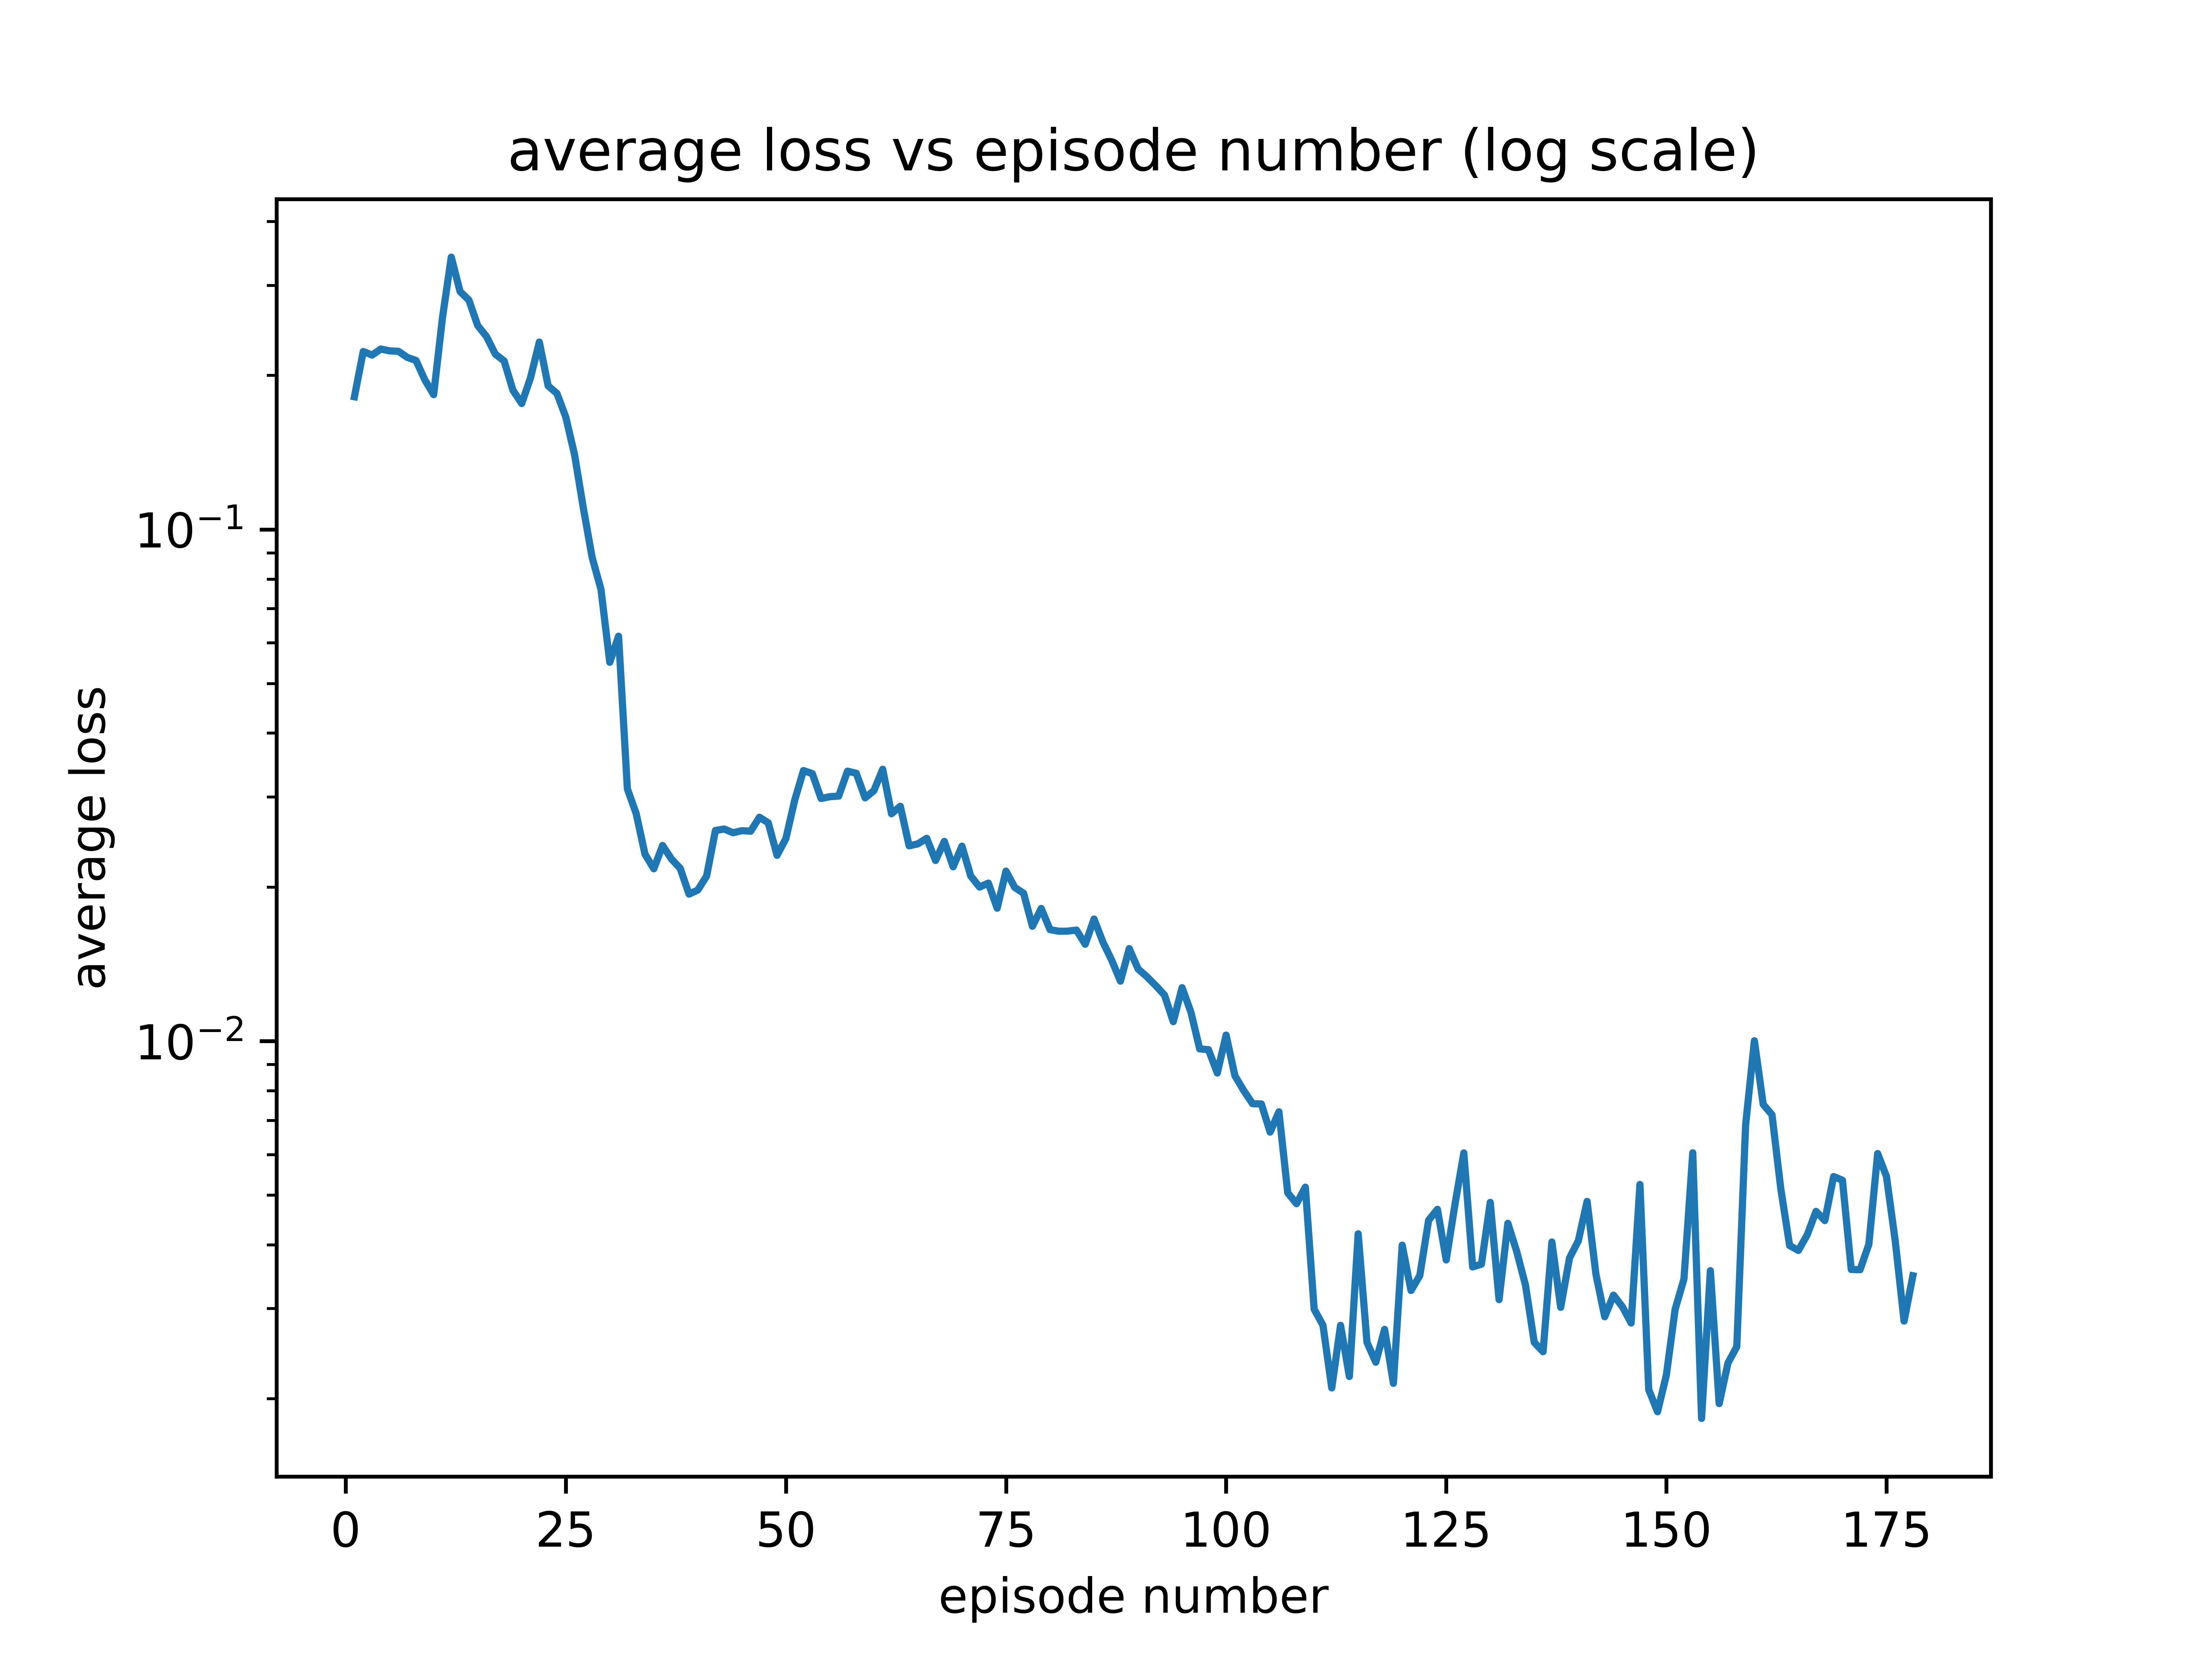 average loss vs episode number (log scale)
average loss
10⁻¹
10⁻²
0 25 50 75 100 125 150 175
episode number